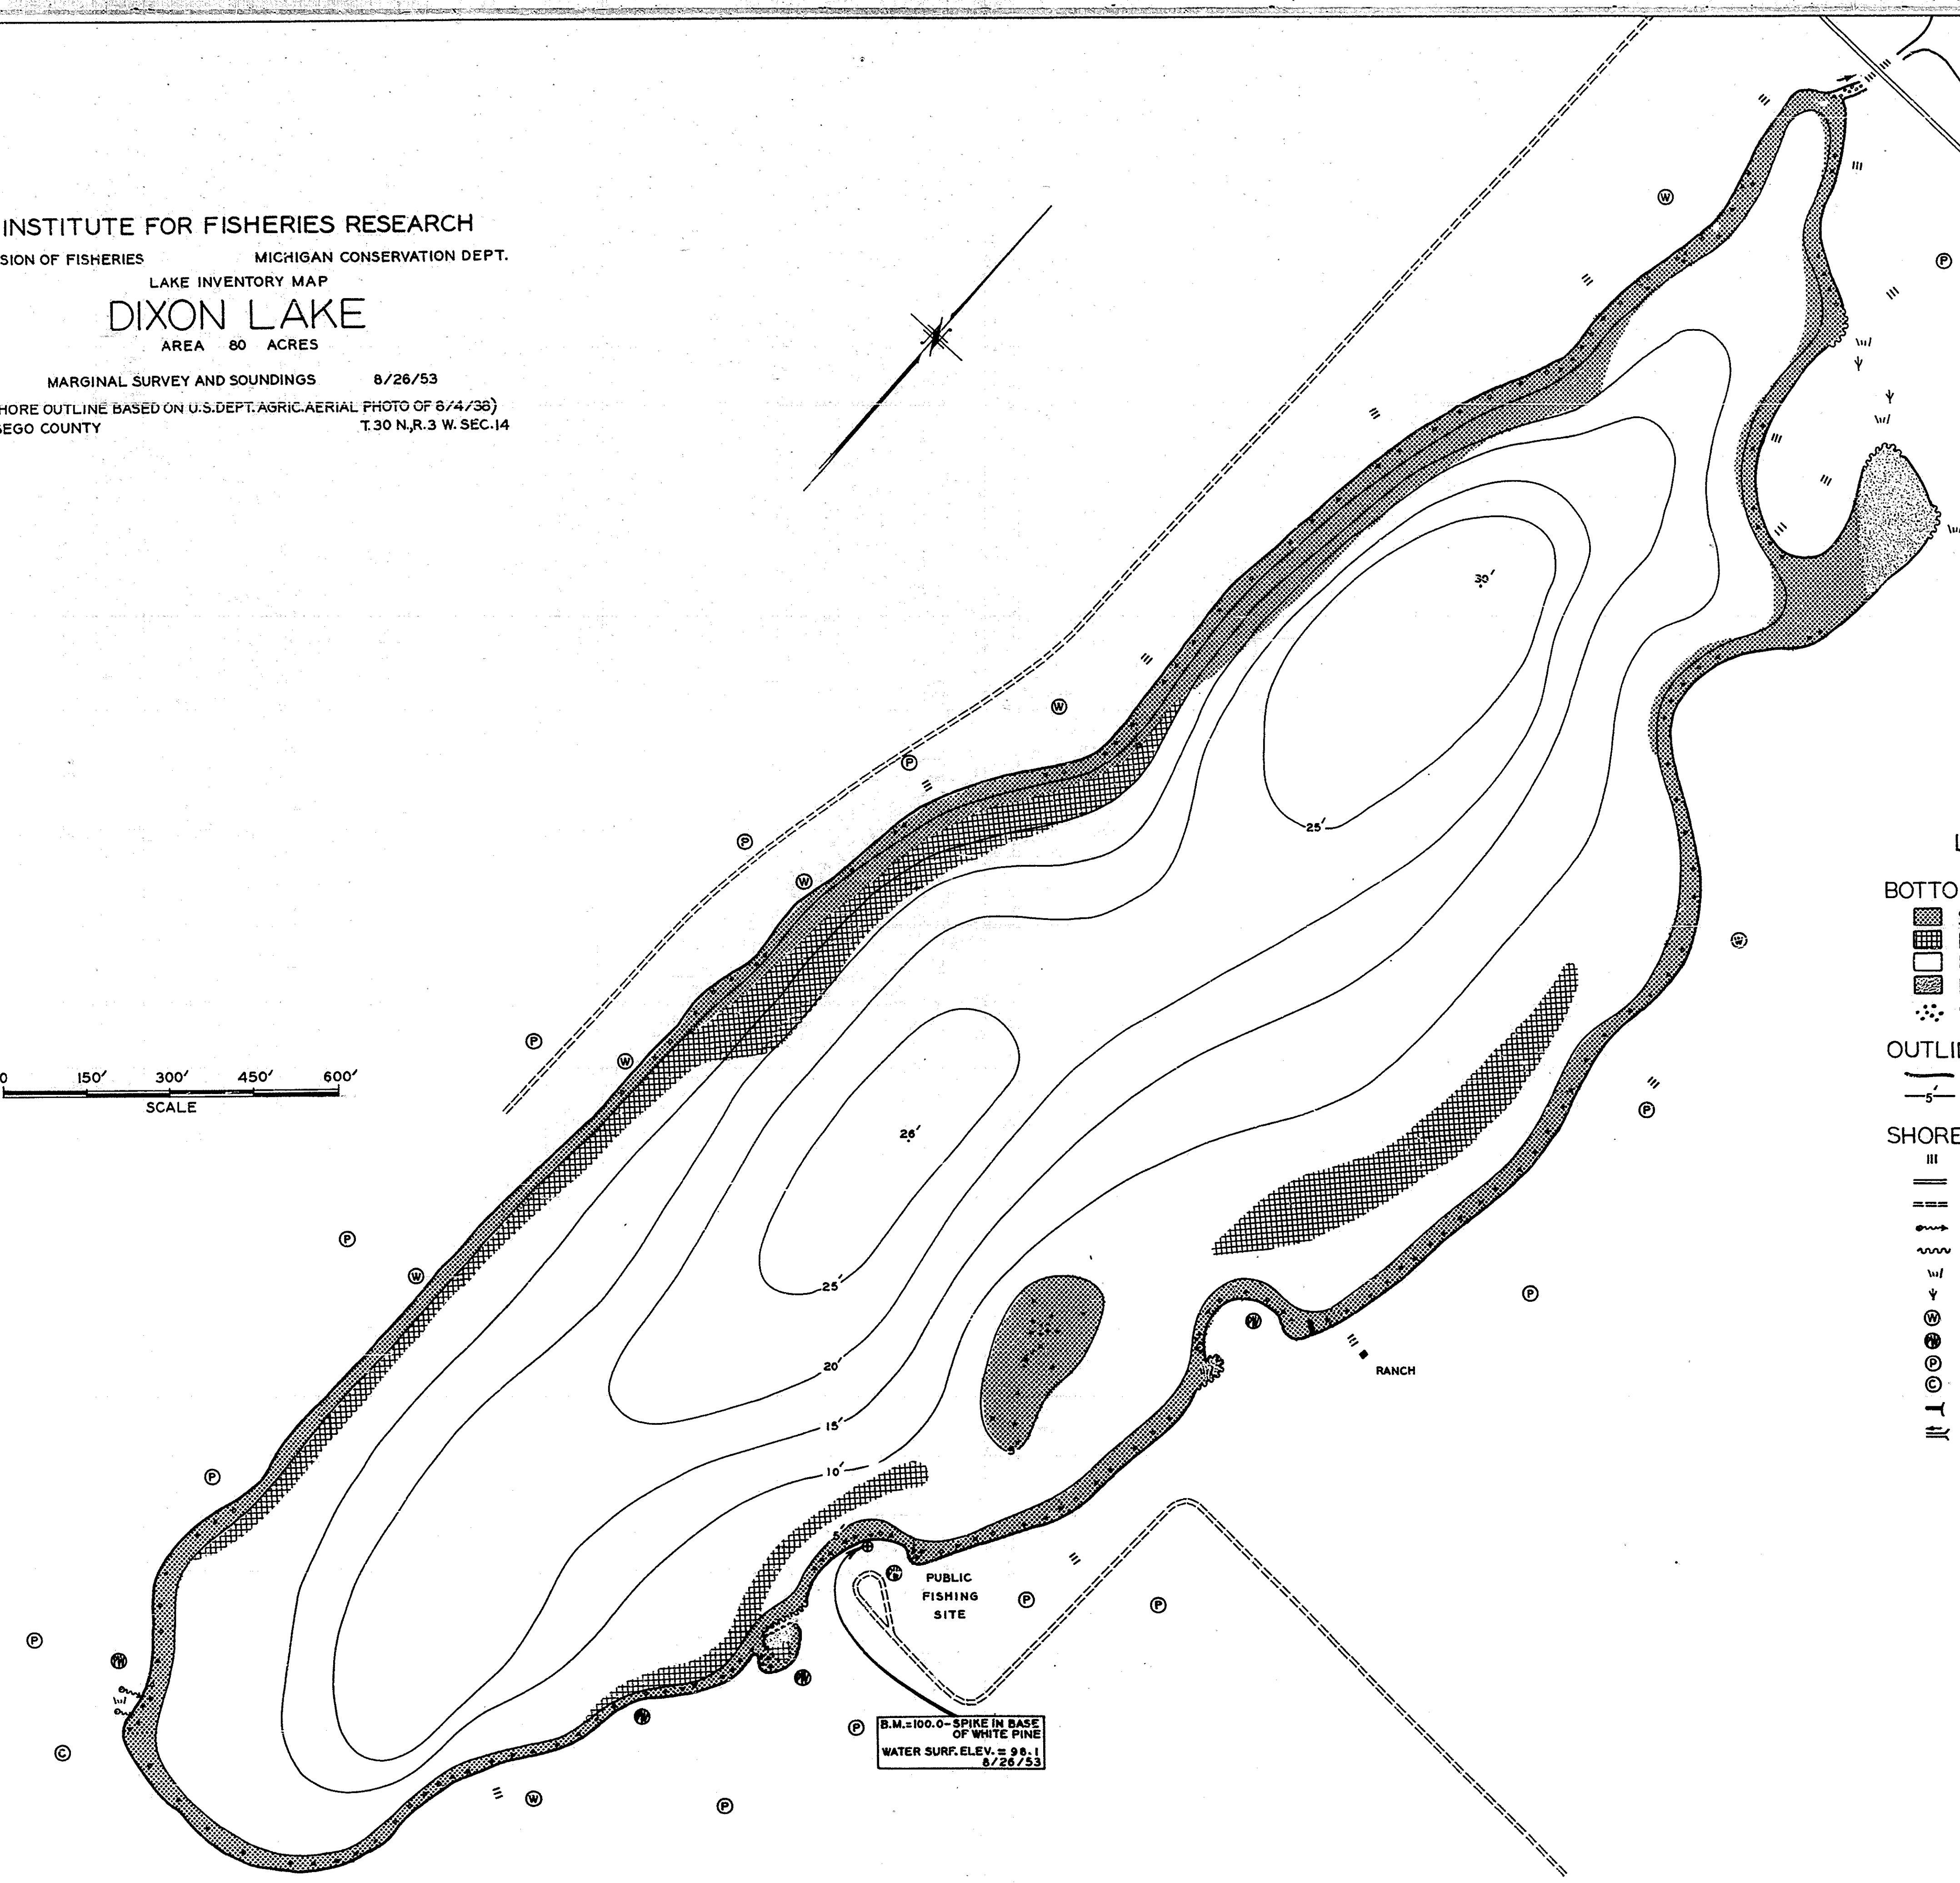 INSTITUTE FOR FISHERIES RESEARCH
SION OF FISHERIES MICHIGAN CONSERVATION DEPT.
LAKE INVENTORY MAP
DIXON LAKE
AREA 80 ACRES
MARGINAL SURVEY AND SOUNDINGS 8/26/53
HORE OUTLINE BASED ON U.S.DEPT.AGRIC.AERIAL PHOTO OF 8/4/38)
SEGO COUNTY T.30 N.,R.3 W. SEC.14
W
P
30'
W
P
25'
P
W
BOTTO
W
P
W
0 150' 300' 450' 600'
SCALE
OUTLI
5'
P
26'
SHORE
P
W
25'
P
W
W
P
C
20'
RANCH
15'
5'
10'
P
5'
PUBLIC
FISHING
SITE
P
P
P
W
C
P
B.M.=100.0-SPIKE IN BASE
OF WHITE PINE
WATER SURF. ELEV.= 98.1
8/26/53
W
P